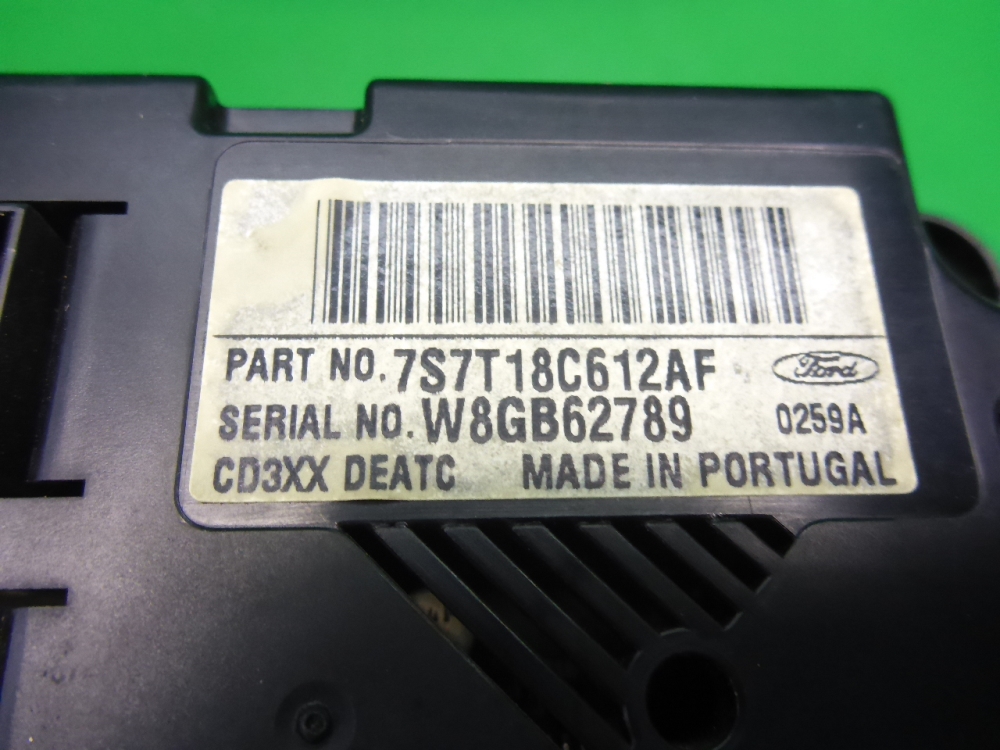 PART NO. 7S7T18C612AF Ford
SERIAL NO. W8GB62789 0259A
CD3XX DEATC MADE IN PORTUGAL